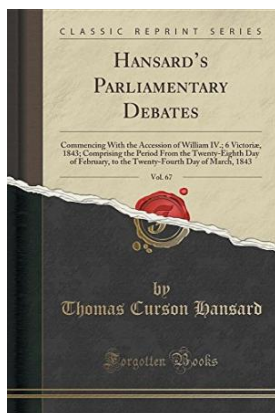 CLASSIC REPRINT SERIES
HANSARD'S
PARLIAMENTARY
DEBATES
Commencing With the Accession of William IV.; 6 Victoriæ,
1843; Comprising the Period From the Twenty-Eighth Day
of February, to the Twenty-Fourth Day of March, 1843
Vol. 67
by
Thomas Curson Hansard
Forgotten Books